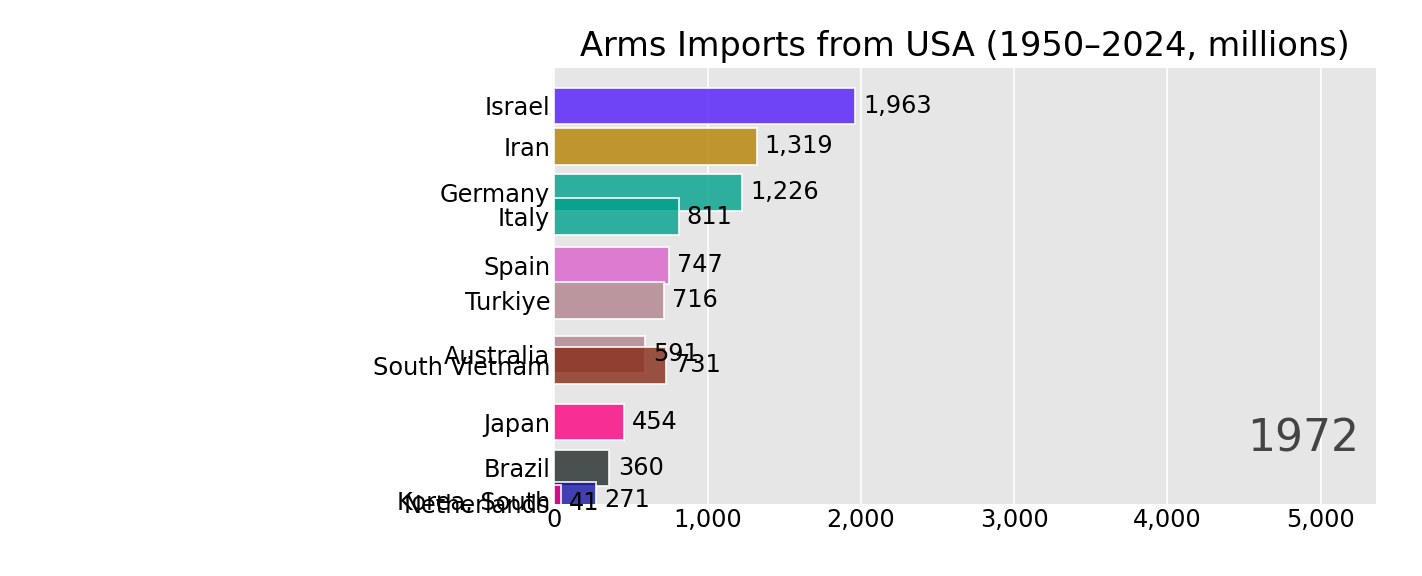 Arms Imports from USA (1950–2024, millions)
Israel 1,963
Iran 1,319
Germany 1,226
Italy 811
Spain 747
Turkiye 716
Australia 591
South Vietnam 731
Japan 454
1972
Brazil 360
Korea, South 271
Netherlands 41
0 1,000 2,000 3,000 4,000 5,000